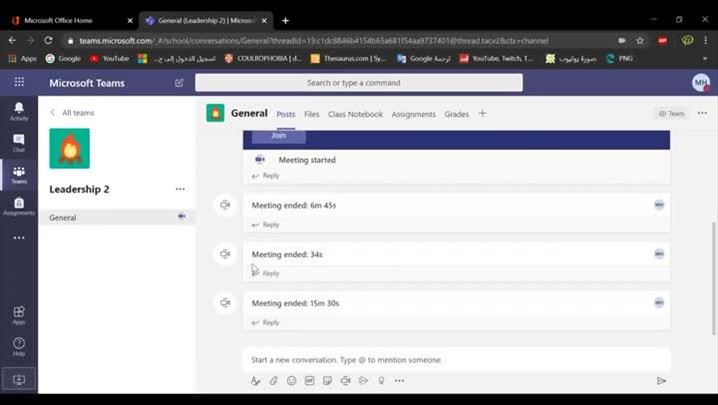 Microsoft Office Home
General (Leadership 2) | Microsof
teams.microsoft.com/_#/school/conversations/General?threadId=19:c1dc8846b4154b65a681f54aa9737401@thread.tacv2&ctx=channel
Apps
Google
YouTube
تسجيل الدخول إلى ح...
COULROPHOBIA | d...
Thesaurus.com | Sy...
ترجمة Google
YouTube, Twitch, T...
صورة يوتيوب
PNG
Microsoft Teams
Search or type a command
MH
Activity
Chat
Teams
Assignments
Apps
Help
All teams
Leadership 2
General
General
Posts
Files
Class Notebook
Assignments
Grades
Team
Join
Meeting started
Reply
Meeting ended: 6m 45s
MH
Reply
Meeting ended: 34s
MH
Reply
Meeting ended: 15m 30s
MH
Reply
Start a new conversation. Type @ to mention someone.
GIF